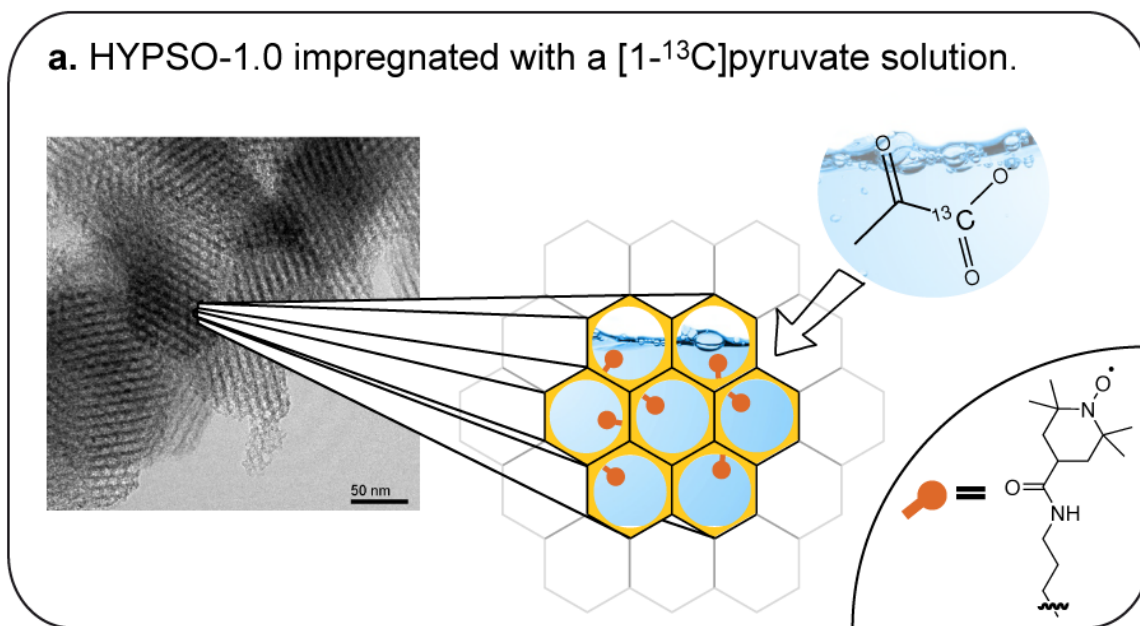 a. HYPSO-1.0 impregnated with a [1-¹³C]pyruvate solution.
O
O⁻
¹³C
O
50 nm
O•
N
O
NH
=